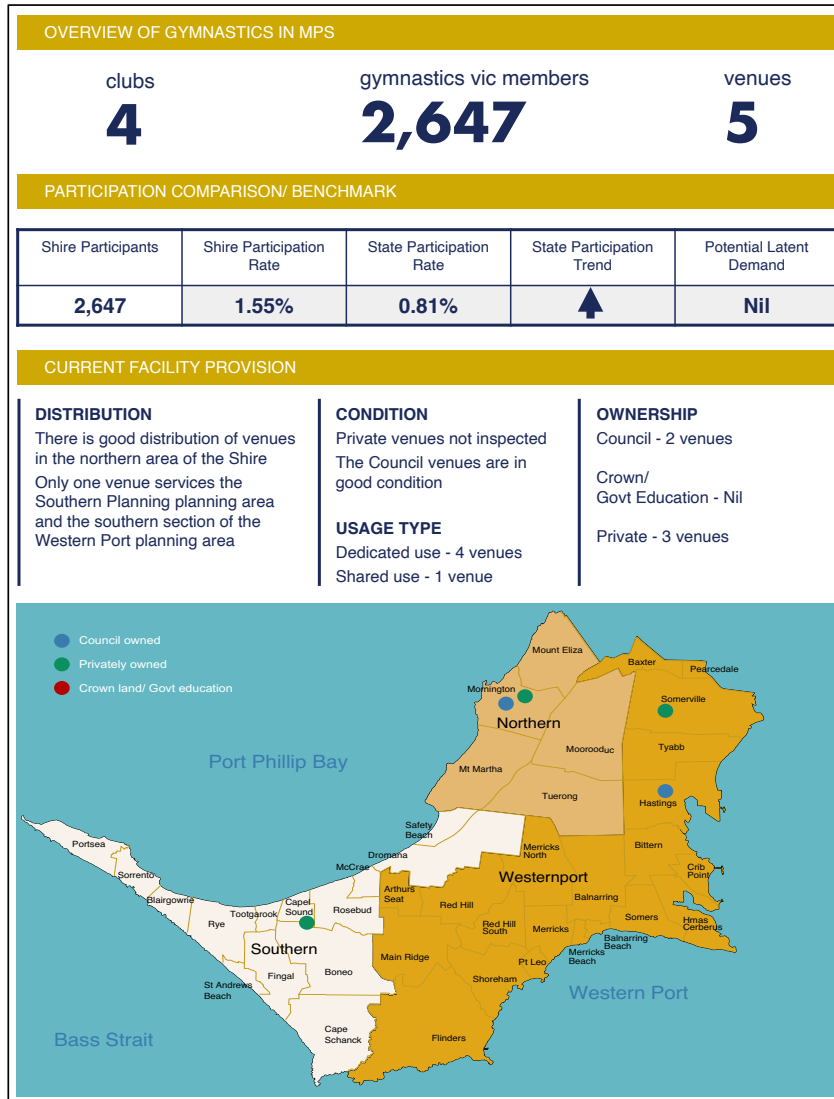 OVERVIEW OF GYMNASTICS IN MPS
clubs
4
gymnastics vic members
2,647
venues
5
PARTICIPATION COMPARISON/ BENCHMARK
Shire Participants
Shire Participation
Rate
State Participation
Rate
State Participation
Trend
Potential Latent
Demand
2,647
1.55%
0.81%
Nil
CURRENT FACILITY PROVISION
DISTRIBUTION
There is good distribution of venues
in the northern area of the Shire
Only one venue services the
Southern Planning planning area
and the southern section of the
Western Port planning area
CONDITION
Private venues not inspected
The Council venues are in
good condition
USAGE TYPE
Dedicated use - 4 venues
Shared use - 1 venue
OWNERSHIP
Council - 2 venues
Crown/
Govt Education - Nil
Private - 3 venues
Council owned
Privately owned
Crown land/ Govt education
Mount Eliza
Baxter
Pearcedale
Mornington
Somerville
Northern
Moorooduc
Tyabb
Port Phillip Bay
Mt Martha
Tuerong
Hastings
Safety
Beach
Portsea
Dromana
Merricks
North
Bittern
Sorrento
McCrae
Crib
Point
Westernport
Blairgowrie
Arthurs
Seat
Capel
Sound
Rosebud
Red Hill
Balnarring
Tootgarook
Rye
Red Hill
South
Merricks
Somers
Hmas
Cerberus
Southern
Main Ridge
Balnarring
Beach
Merricks
Beach
Pt Leo
Fingal
Boneo
Shoreham
St Andrews
Beach
Western Port
Cape
Schanck
Flinders
Bass Strait